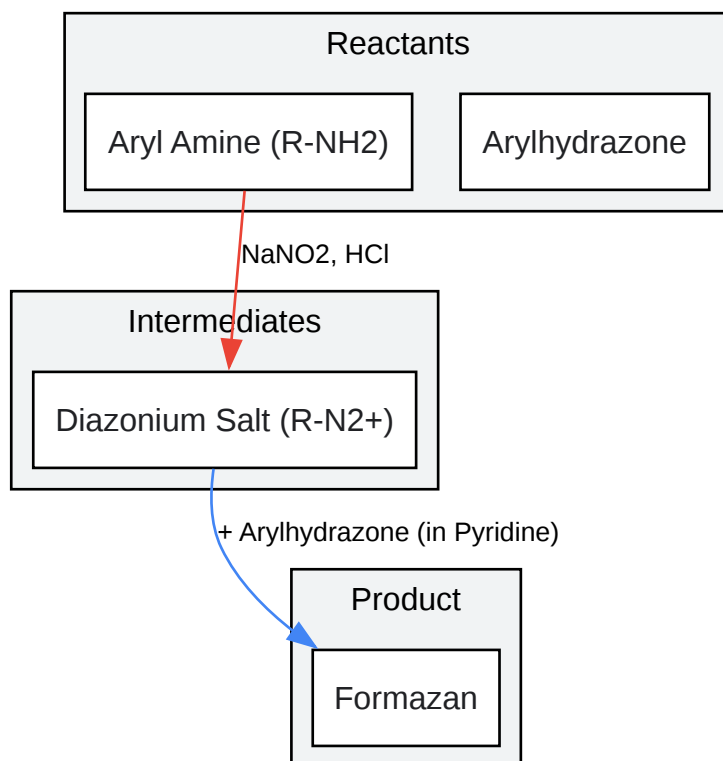 Reactants
Aryl Amine (R-NH2)
Arylhydrazone
NaNO2, HCl
Intermediates
Diazonium Salt (R-N2+)
+ Arylhydrazone (in Pyridine)
Product
Formazan